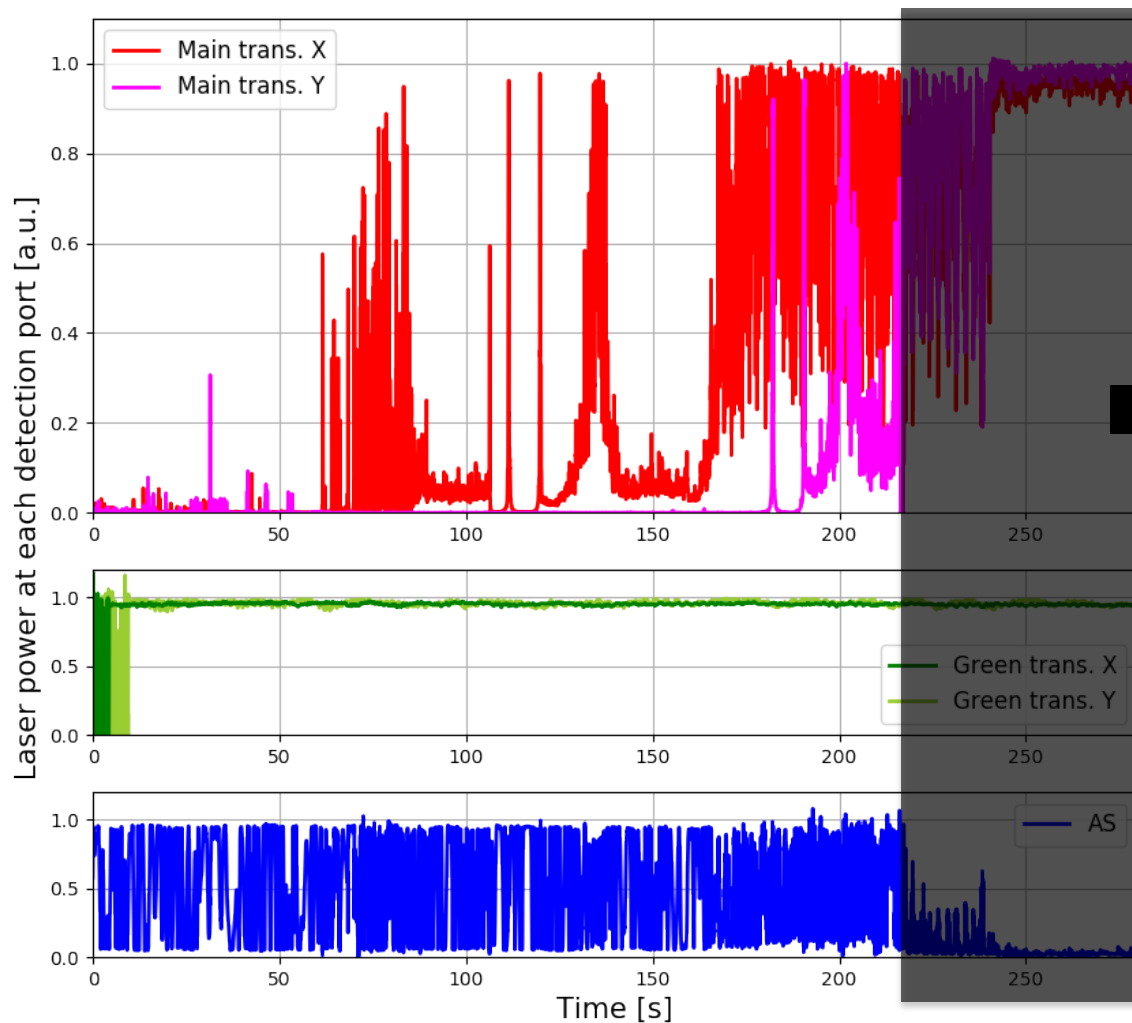 Laser power at each detection port [a.u.]
1.0
0.8
0.6
0.4
0.2
0.0
Main trans. X
Main trans. Y
0 50 100 150 200 250
1.0
0.5
0.0
Green trans. X
Green trans. Y
0 50 100 150 200 250
1.0
0.5
0.0
AS
0 50 100 150 200 250
Time [s]